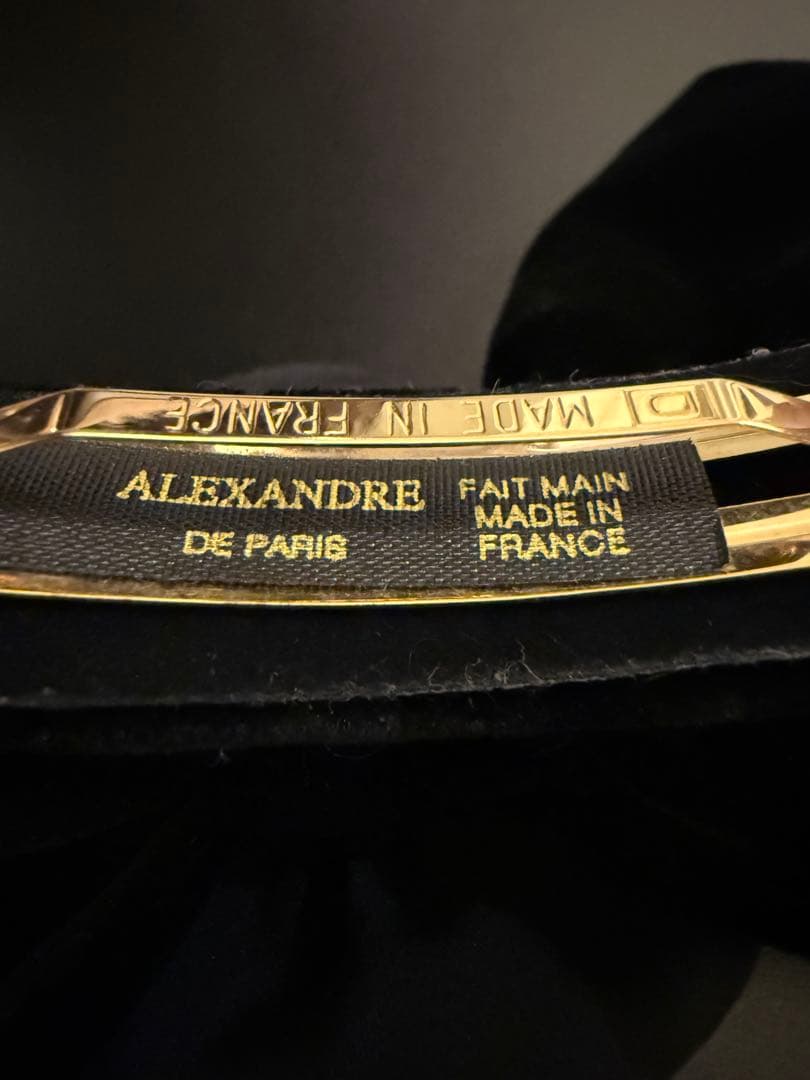 MADE IN FRANCE
ALEXANDRE
DE PARIS
FAIT MAIN
MADE IN
FRANCE